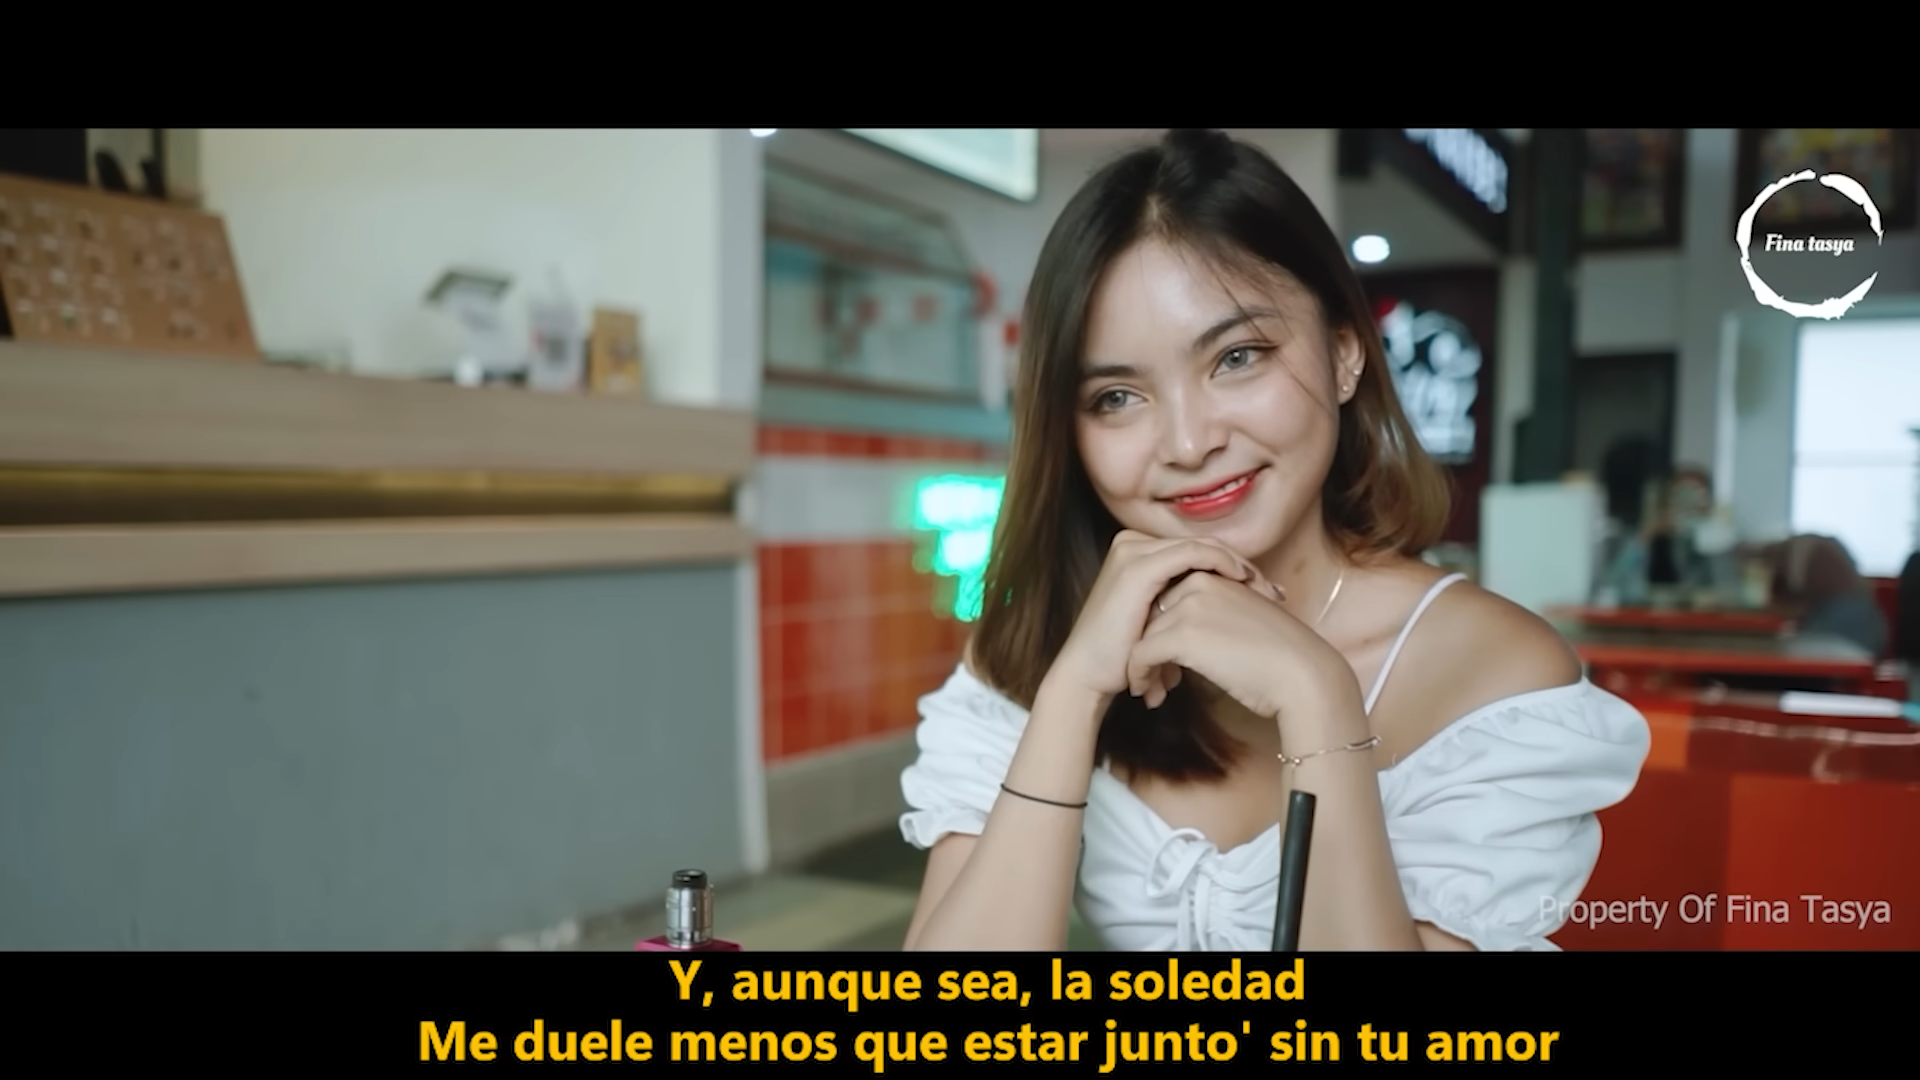 Fina tasya
Property Of Fina Tasya
Y, aunque sea, la soledad
Me duele menos que estar junto' sin tu amor